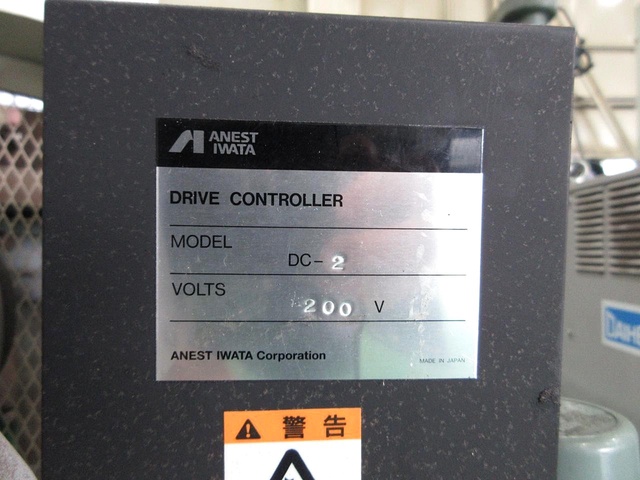 ANEST
IWATA
DRIVE CONTROLLER
MODEL
DC-2
VOLTS
200 V
ANEST IWATA Corporation
MADE IN JAPAN
警告